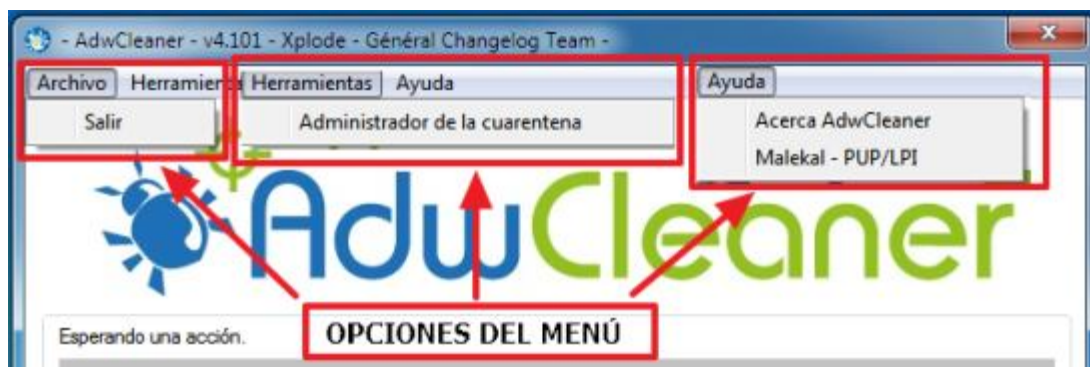 - AdwCleaner - v4.101 - Xplode - Général Changelog Team -
Archivo Herramienta Herramientas Ayuda Ayuda
Salir Administrador de la cuarentena Acerca AdwCleaner
Malekal - PUP/LPI
AdwCleaner
Esperando una acción. OPCIONES DEL MENÚ